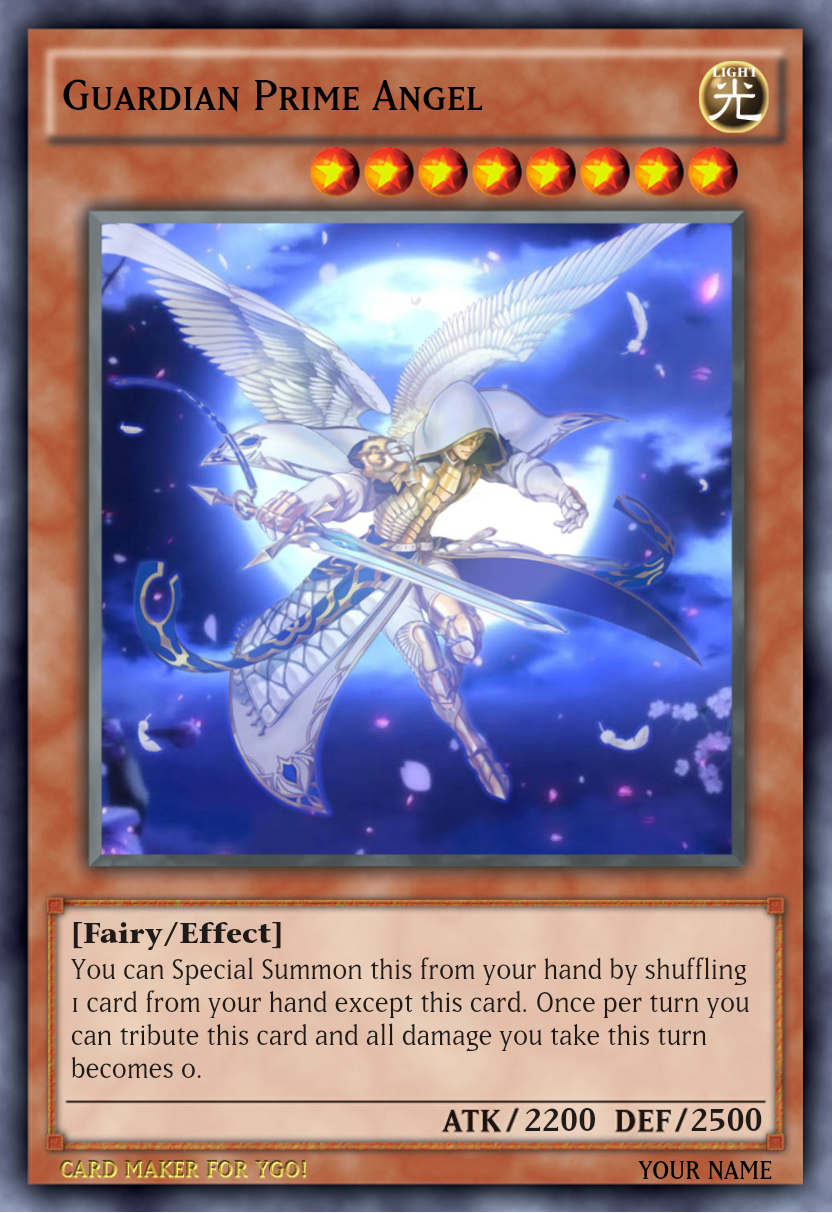 Guardian Prime Angel
LIGHT
光
[Fairy/Effect]
You can Special Summon this from your hand by shuffling
1 card from your hand except this card. Once per turn you
can tribute this card and all damage you take this turn
becomes 0.
ATK/2200 DEF/2500
CARD MAKER FOR YGO!
YOUR NAME